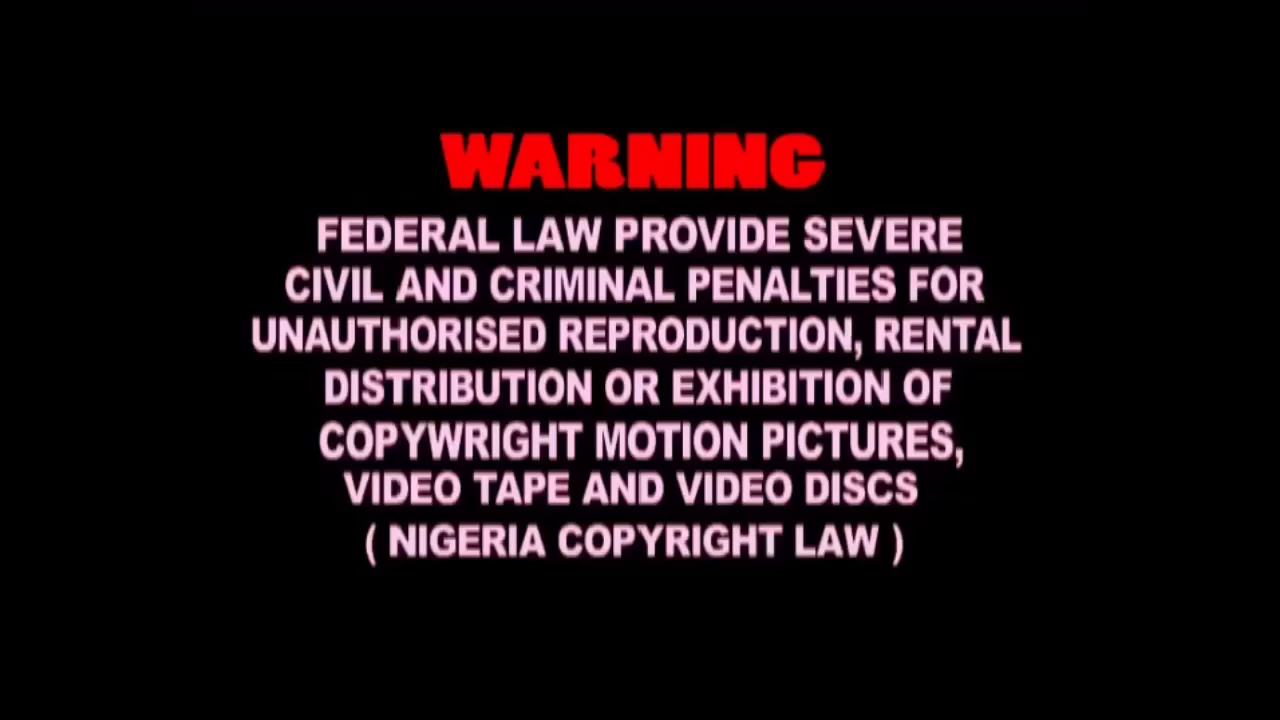 WARNING
FEDERAL LAW PROVIDE SEVERE
CIVIL AND CRIMINAL PENALTIES FOR
UNAUTHORISED REPRODUCTION, RENTAL
DISTRIBUTION OR EXHIBITION OF
COPYWRIGHT MOTION PICTURES,
VIDEO TAPE AND VIDEO DISCS
( NIGERIA COPYRIGHT LAW )